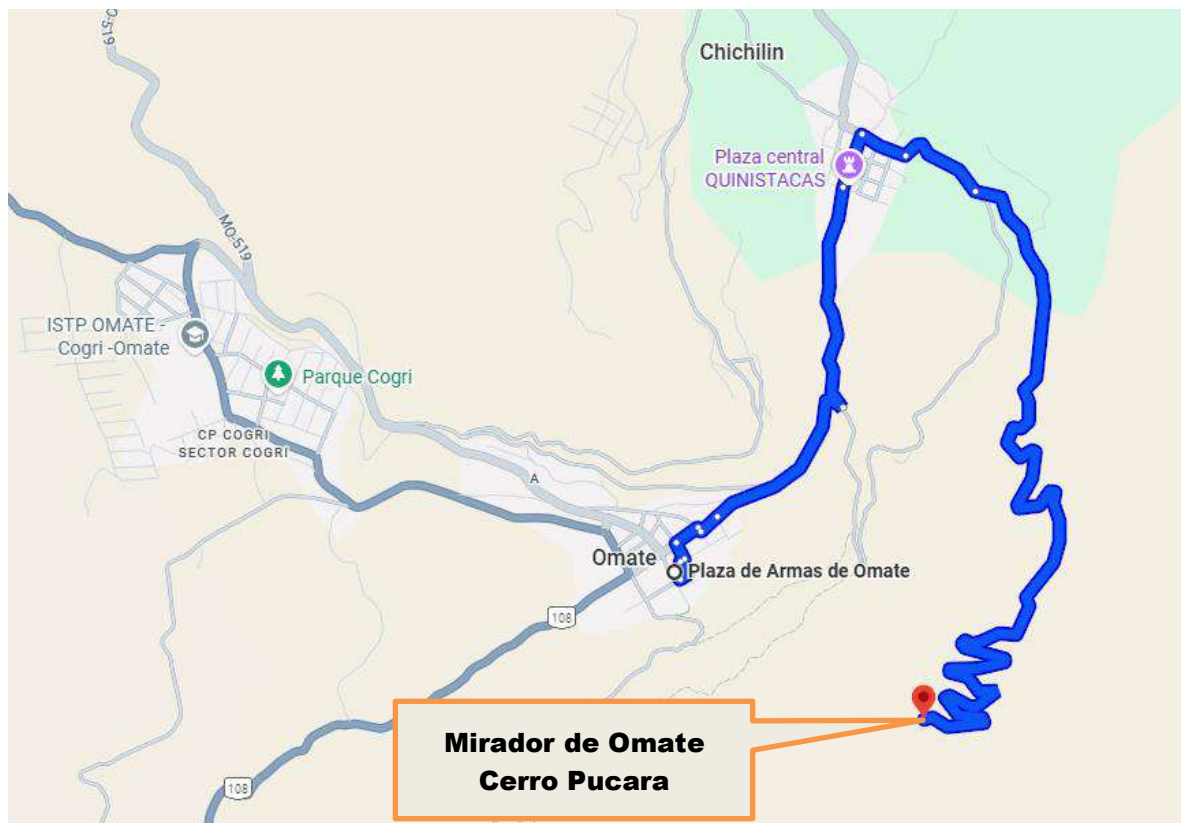 O-519
Chichilin
Plaza central
QUINISTACAS
MO-519
ISTP OMATE -
Cogri -Omate
Parque Cogri
CP COGRI
SECTOR COGRI
A
Omate
Plaza de Armas de Omate
108
Mirador de Omate
Cerro Pucara
108